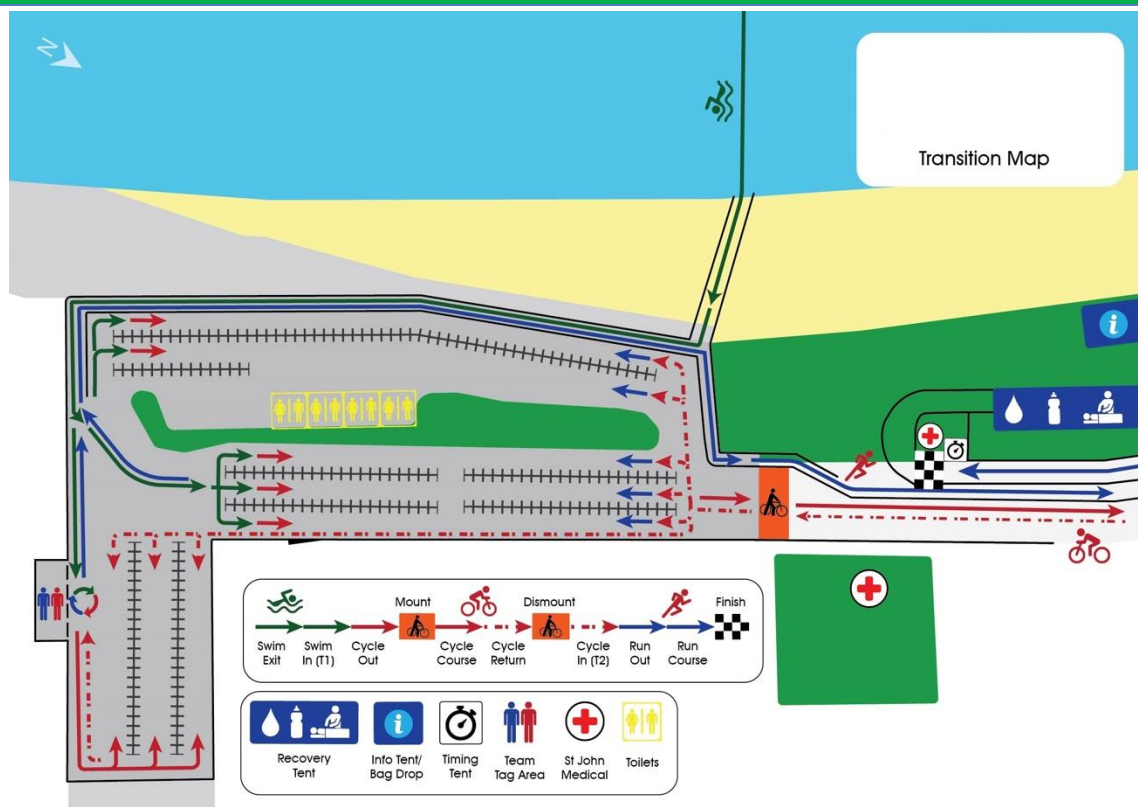 N
Transition Map
Mount
Dismount
Finish
Swim
Exit
Swim
In (T1)
Cycle
Out
Cycle
Course
Cycle
Return
Cycle
In (T2)
Run
Out
Run
Course
Recovery
Tent
Info Tent/
Bag Drop
Timing
Tent
Team
Tag Area
St John
Medical
Toilets